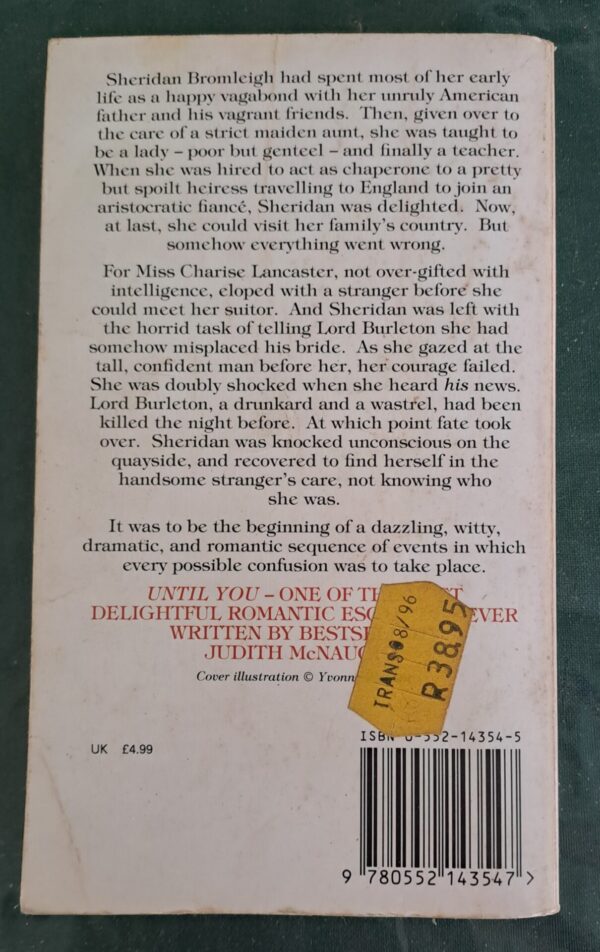 Sheridan Bromleigh had spent most of her early
life as a happy vagabond with her unruly American
father and his vagrant friends. Then, given over to
the care of a strict maiden aunt, she was taught to
be a lady – poor but genteel – and finally a teacher.
When she was hired to act as chaperone to a pretty
but spoilt heiress travelling to England to join an
aristocratic fiancé, Sheridan was delighted. Now,
at last, she could visit her family's country. But
somehow everything went wrong.
For Miss Charise Lancaster, not over-gifted with
intelligence, eloped with a stranger before she
could meet her suitor. And Sheridan was left with
the horrid task of telling Lord Burleton she had
somehow misplaced his bride. As she gazed at the
tall, confident man before her, her courage failed.
She was doubly shocked when she heard his news.
Lord Burleton, a drunkard and a wastrel, had been
killed the night before. At which point fate took
over. Sheridan was knocked unconscious on the
quayside, and recovered to find herself in the
handsome stranger's care, not knowing who
she was.
It was to be the beginning of a dazzling, witty,
dramatic, and romantic sequence of events in which
every possible confusion was to take place.
UNTIL YOU – ONE OF
DELIGHTFUL ROMANTIC EVER
WRITTEN BY
JUDITH
Cover illustration ©
TRANS08/96
R38.95
ISBN 0-552-14354-5
UK £4.99
9 780552 143547 >